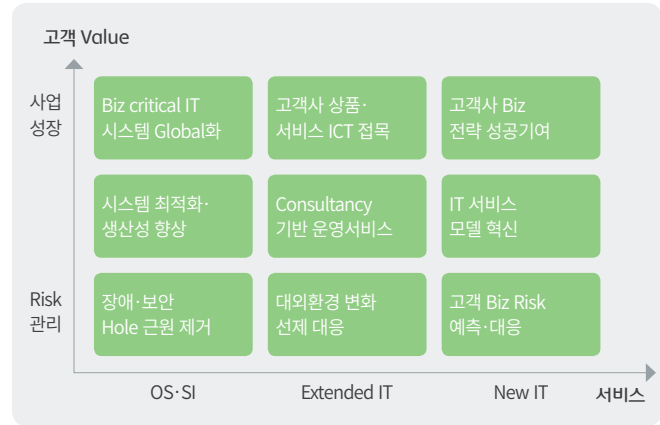 고객 Value
사업
성장
Biz critical IT
시스템 Global화
고객사 상품·
서비스 ICT 접목
고객사 Biz
전략 성공기여
시스템 최적화·
생산성 향상
Consultancy
기반 운영서비스
IT 서비스
모델 혁신
Risk
관리
장애·보안
Hole 근원 제거
대외환경 변화
선제 대응
고객 Biz Risk
예측·대응
OS·SI
Extended IT
New IT
서비스